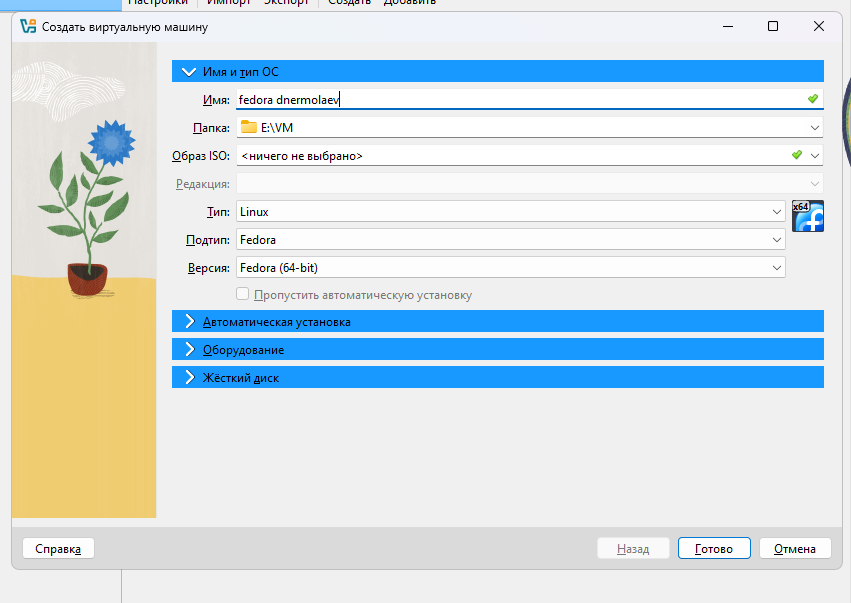 Настройки Импорт Экспорт Создать Добавить
Создать виртуальную машину
Имя и тип ОС
Имя: fedora dnermolaev
Папка: E:\VM
Образ ISO: <ничего не выбрано>
Редакция:
Тип: Linux
x64
Подтип: Fedora
Версия: Fedora (64-bit)
Пропустить автоматическую установку
Автоматическая установка
Оборудование
Жёсткий диск
Справка Назад Готово Отмена